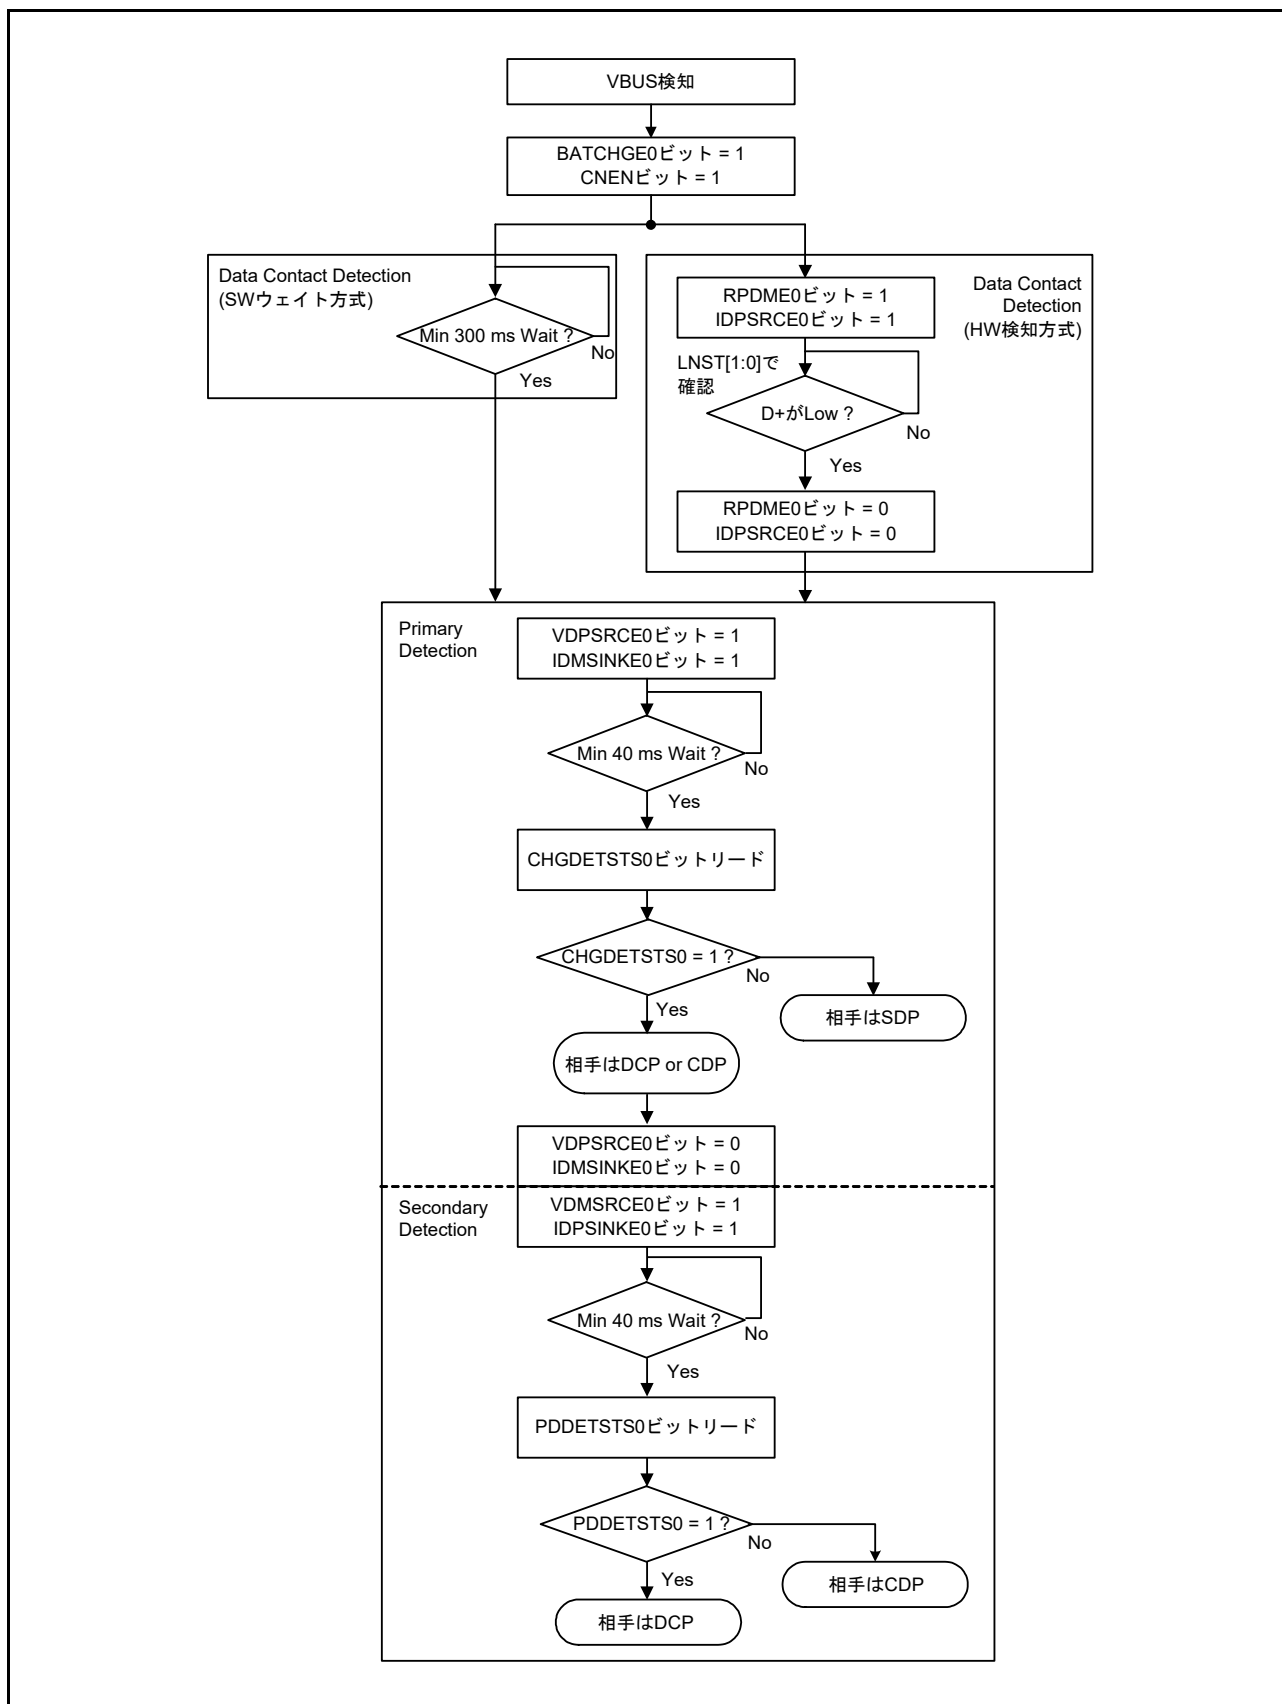 VBUS検知
BATCHGE0ビット = 1
CNENビット = 1
Data Contact Detection
(SWウェイト方式)
Min 300 ms Wait ?
No
Yes
Data Contact
Detection
(HW検知方式)
RPDME0ビット = 1
IDPSRCE0ビット = 1
LNST[1:0]で
確認
D+がLow ?
No
Yes
RPDME0ビット = 0
IDPSRCE0ビット = 0
Primary
Detection
VDPSRCE0ビット = 1
IDMSINKE0ビット = 1
Min 40 ms Wait ?
No
Yes
CHGDETSTS0ビットリード
CHGDETSTS0 = 1 ?
No
Yes
相手はSDP
相手はDCP or CDP
VDPSRCE0ビット = 0
IDMSINKE0ビット = 0
Secondary
Detection
VDMSRCE0ビット = 1
IDPSINKE0ビット = 1
Min 40 ms Wait ?
No
Yes
PDDETSTS0ビットリード
PDDETSTS0 = 1 ?
No
Yes
相手はCDP
相手はDCP